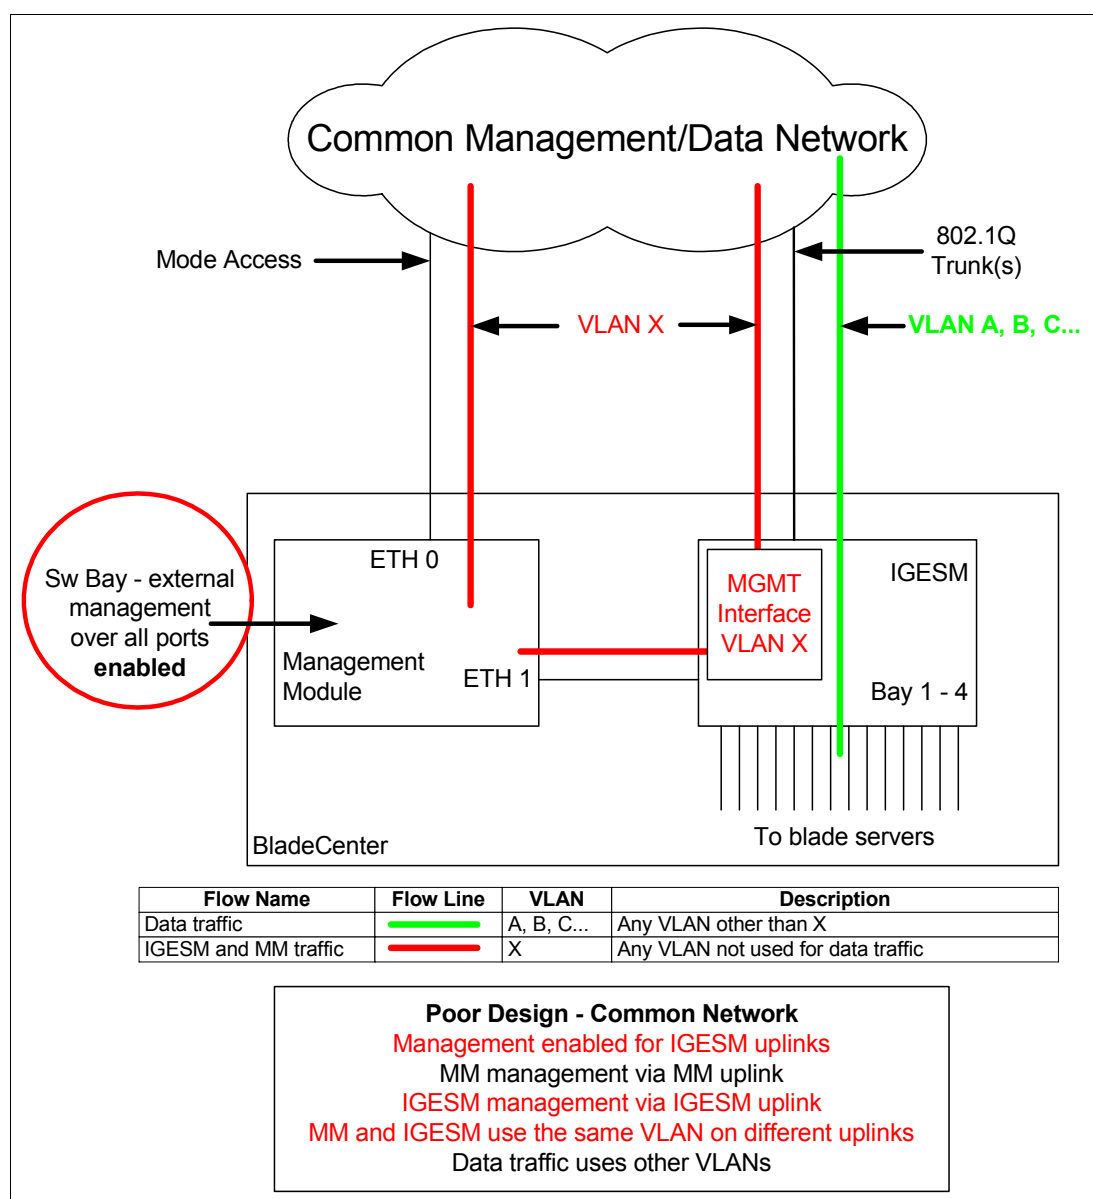 Common Management/Data Network
Mode Access
802.1Q
Trunk(s)
VLAN X
VLAN A, B, C...
Sw Bay - external
management
over all ports
enabled
ETH 0
Management
Module
ETH 1
MGMT
Interface
VLAN X
IGESM
Bay 1 - 4
To blade servers
BladeCenter
Flow Name Flow Line VLAN Description
Data traffic A, B, C... Any VLAN other than X
IGESM and MM traffic X Any VLAN not used for data traffic
Poor Design - Common Network
Management enabled for IGESM uplinks
MM management via MM uplink
IGESM management via IGESM uplink
MM and IGESM use the same VLAN on different uplinks
Data traffic uses other VLANs